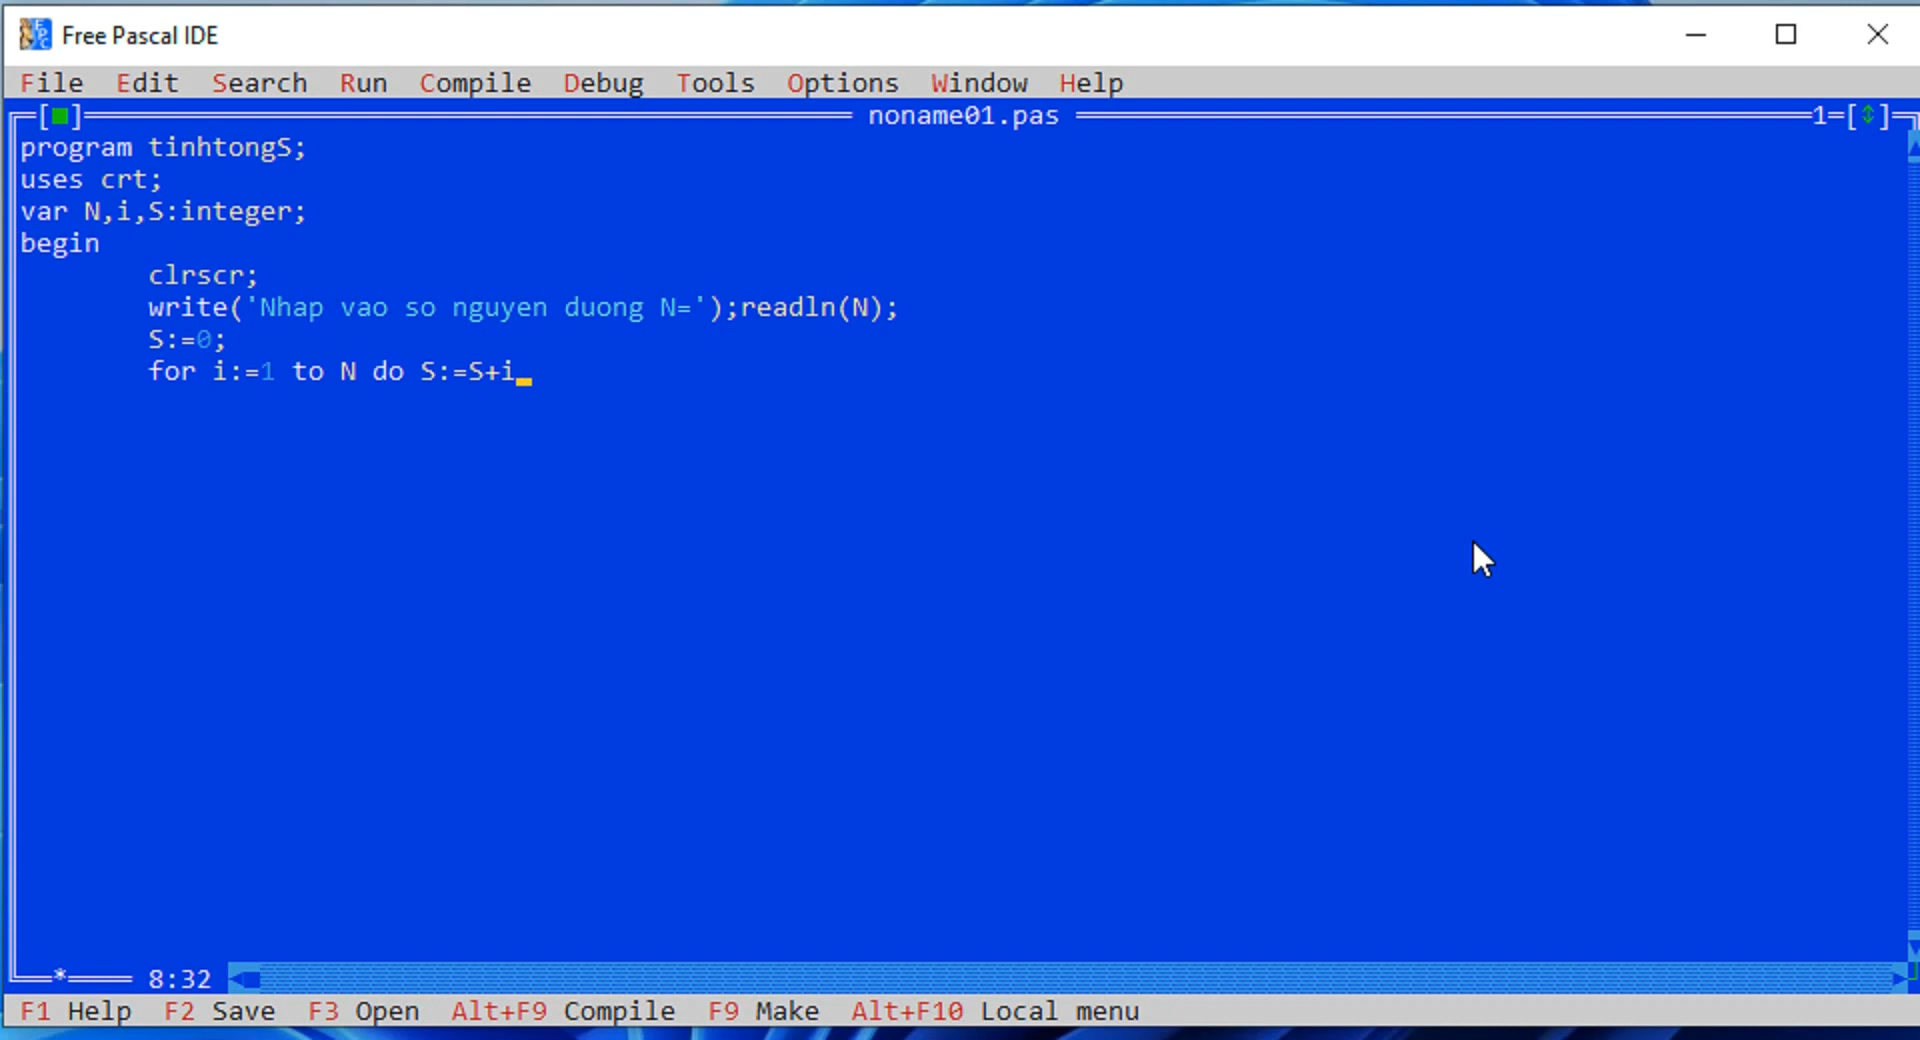 Free Pascal IDE
File Edit Search Run Compile Debug Tools Options Window Help
[■] noname01.pas 1=[↕]
program tinhtongS;
uses crt;
var N,i,S:integer;
begin
clrscr;
write('Nhap vao so nguyen duong N=');readln(N);
S:=0;
for i:=1 to N do S:=S+i
* 8:32
F1 Help F2 Save F3 Open Alt+F9 Compile F9 Make Alt+F10 Local menu